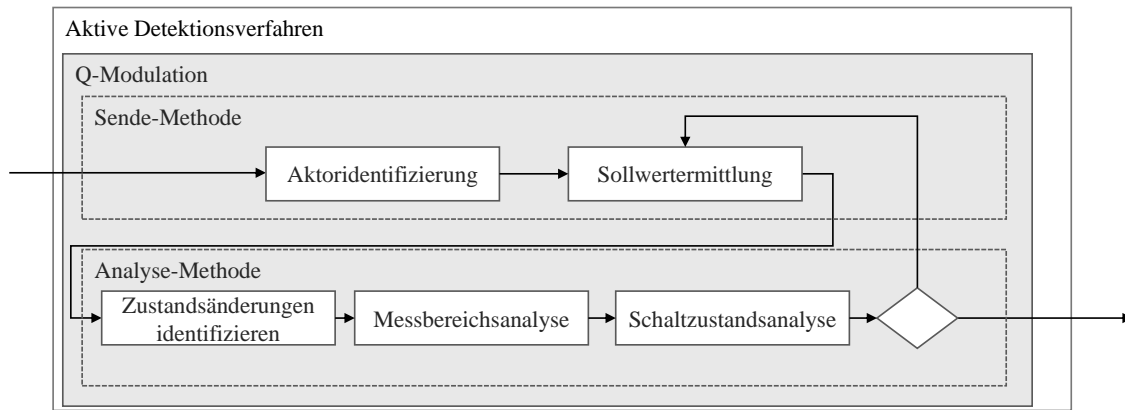 Aktive Detektionsverfahren
Q-Modulation
Sende-Methode
Aktoridentifizierung
Sollwertermittlung
Analyse-Methode
Zustandsänderungen
identifizieren
Messbereichsanalyse
Schaltzustandsanalyse